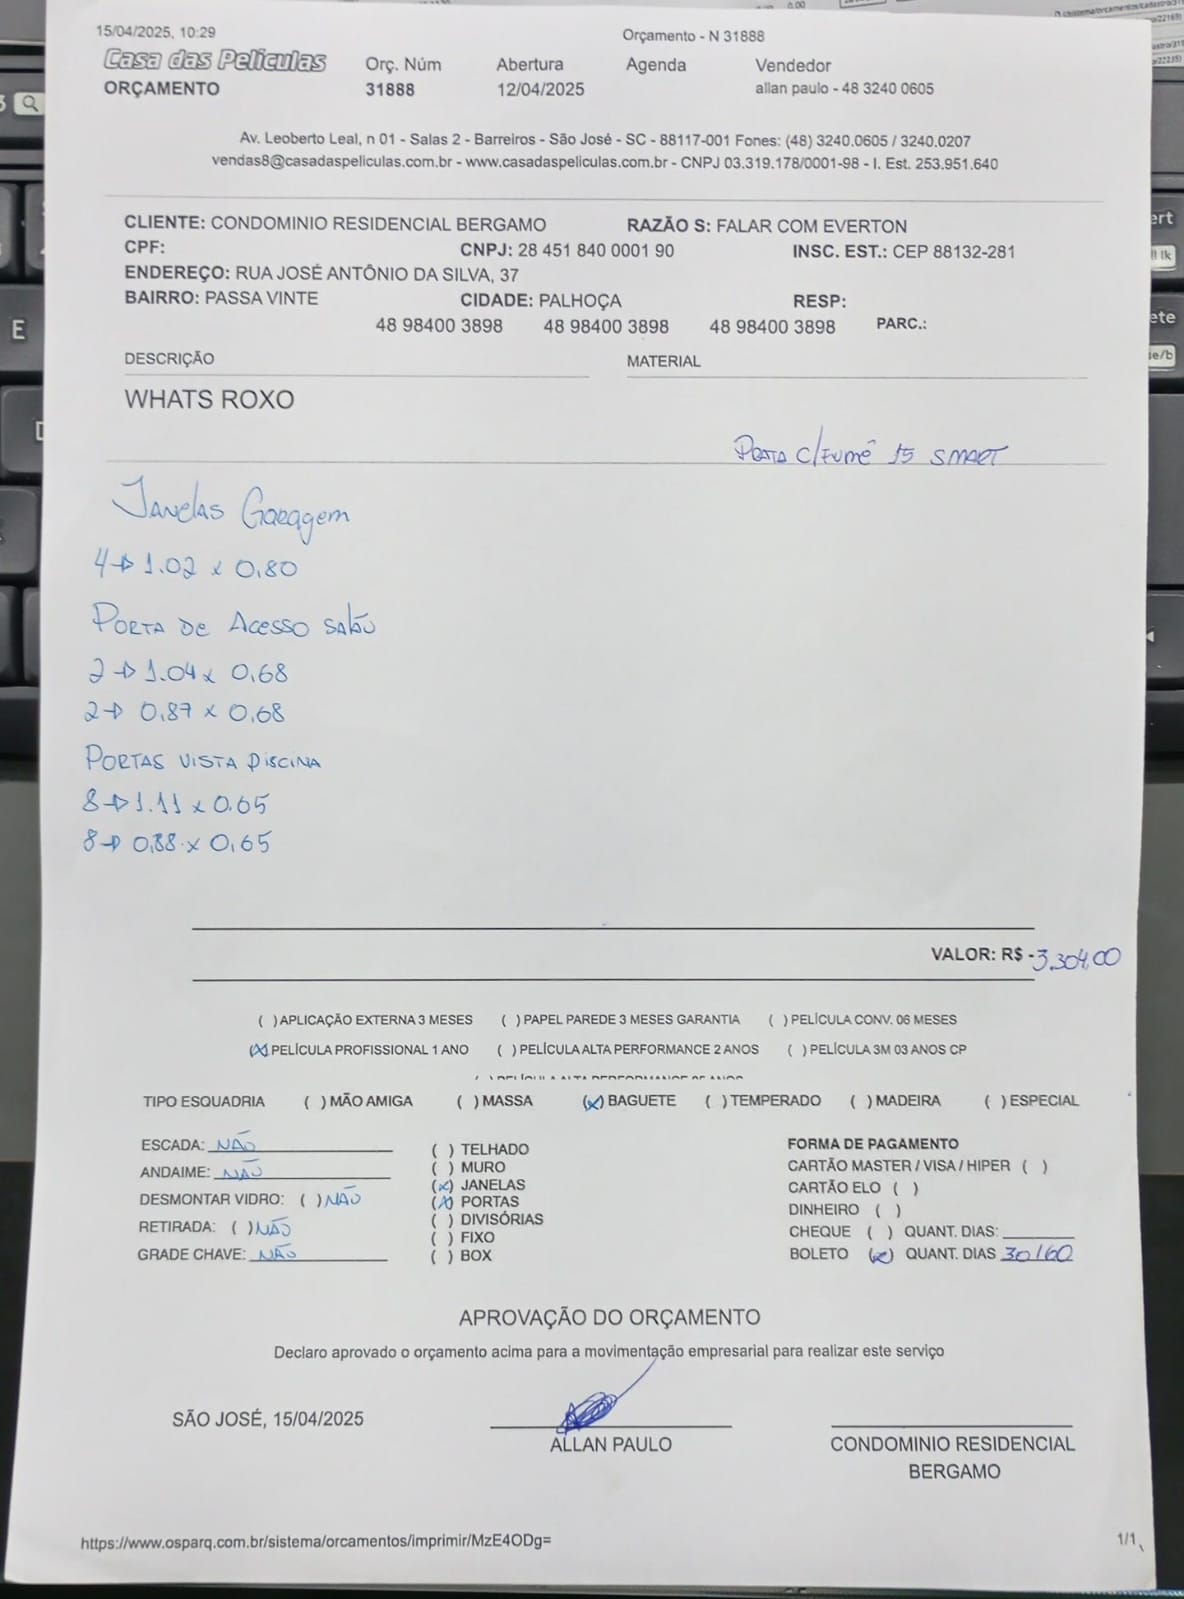 15/04/2025, 10:29
Orçamento - N 31888
Casa das Películas Orç. Núm Abertura Agenda Vendedor
ORÇAMENTO 31888 12/04/2025 allan paulo - 48 3240 0605
Av. Leoberto Leal, n 01 - Salas 2 - Barreiros - São José - SC - 88117-001 Fones: (48) 3240.0605 / 3240.0207
vendas8@casadaspeliculas.com.br - www.casadaspeliculas.com.br - CNPJ 03.319.178/0001-98 - I. Est. 253.951.640
CLIENTE: CONDOMINIO RESIDENCIAL BERGAMO RAZÃO S: FALAR COM EVERTON
CPF: CNPJ: 28 451 840 0001 90 INSC. EST.: CEP 88132-281
ENDEREÇO: RUA JOSÉ ANTÔNIO DA SILVA, 37
BAIRRO: PASSA VINTE CIDADE: PALHOÇA RESP:
48 98400 3898 48 98400 3898 48 98400 3898 PARC.:
DESCRIÇÃO MATERIAL
WHATS ROXO
PRATA C/FUMÊ 15 SMART
JANELAS GARAGEM
4→ 1.02 x 0,80
PORTA DE ACESSO SALÃO
2→ 1.04 x 0,68
2→ 0,87 x 0,68
PORTAS VISTA PISCINA
8→ 1.11 x 0.65
8→ 0,88 x 0,65
VALOR: R$ -3.304,00
( )APLICAÇÃO EXTERNA 3 MESES ( ) PAPEL PAREDE 3 MESES GARANTIA ( )PELÍCULA CONV. 06 MESES
(X) PELÍCULA PROFISSIONAL 1 ANO ( )PELÍCULA ALTA PERFORMANCE 2 ANOS ( )PELÍCULA 3M 03 ANOS CP
TIPO ESQUADRIA ( )MÃO AMIGA ( )MASSA (x)BAGUETE ( )TEMPERADO ( )MADEIRA ( )ESPECIAL
ESCADA: NÃO
ANDAIME: NÃO
DESMONTAR VIDRO: ( )NÃO
RETIRADA: ( )NÃO
GRADE CHAVE: NÃO
( ) TELHADO
( ) MURO
(x) JANELAS
(x) PORTAS
( ) DIVISÓRIAS
( ) FIXO
( ) BOX
FORMA DE PAGAMENTO
CARTÃO MASTER / VISA / HIPER ( )
CARTÃO ELO ( )
DINHEIRO ( )
CHEQUE ( ) QUANT. DIAS:
BOLETO (x) QUANT. DIAS 30/60
APROVAÇÃO DO ORÇAMENTO
Declaro aprovado o orçamento acima para a movimentação empresarial para realizar este serviço
SÃO JOSÉ, 15/04/2025
ALLAN PAULO
CONDOMINIO RESIDENCIAL
BERGAMO
https://www.osparq.com.br/sistema/orcamentos/imprimir/MzE4ODg=
1/1